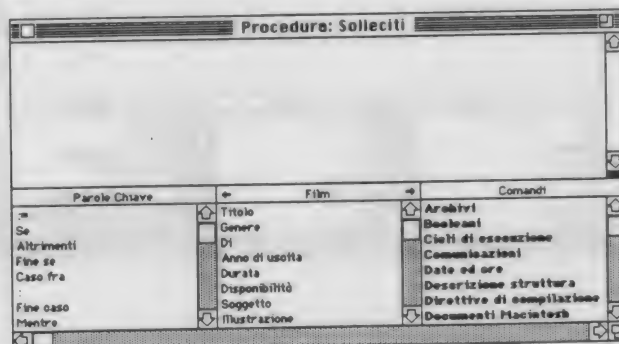 Procedura: Solleciti
Parole Chiave
:=
Se
Altrimenti
Fine se
Caso fra
:
Fine caso
Mentre
← Film →
Titolo
Genere
Di
Anno di uscita
Durata
Disponibilità
Soggetto
Illustrazione
Comandi
Archivi
Booleani
Cicli di esecuzione
Comunicazioni
Date ed ore
Descrizione struttura
Direttive di compilazione
Documenti Macintosh